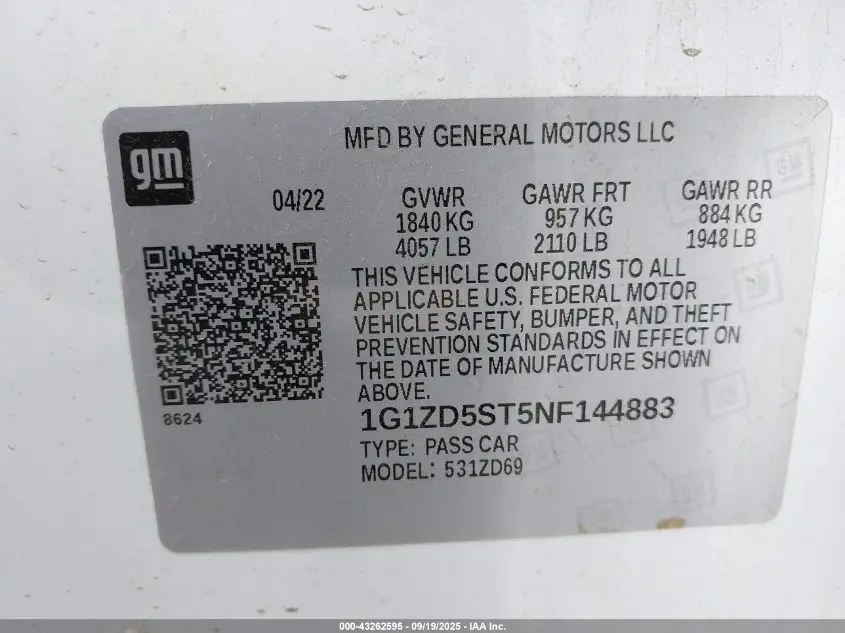 gm
MFD BY GENERAL MOTORS LLC
04/22
GVWR GAWR FRT GAWR RR
1840 KG 957 KG 884 KG
4057 LB 2110 LB 1948 LB
THIS VEHICLE CONFORMS TO ALL
APPLICABLE U.S. FEDERAL MOTOR
VEHICLE SAFETY, BUMPER, AND THEFT
PREVENTION STANDARDS IN EFFECT ON
THE DATE OF MANUFACTURE SHOWN
ABOVE.
8624
1G1ZD5ST5NF144883
TYPE: PASS CAR
MODEL: 531ZD69
000-43262595 - 09/19/2025 - IAA Inc.